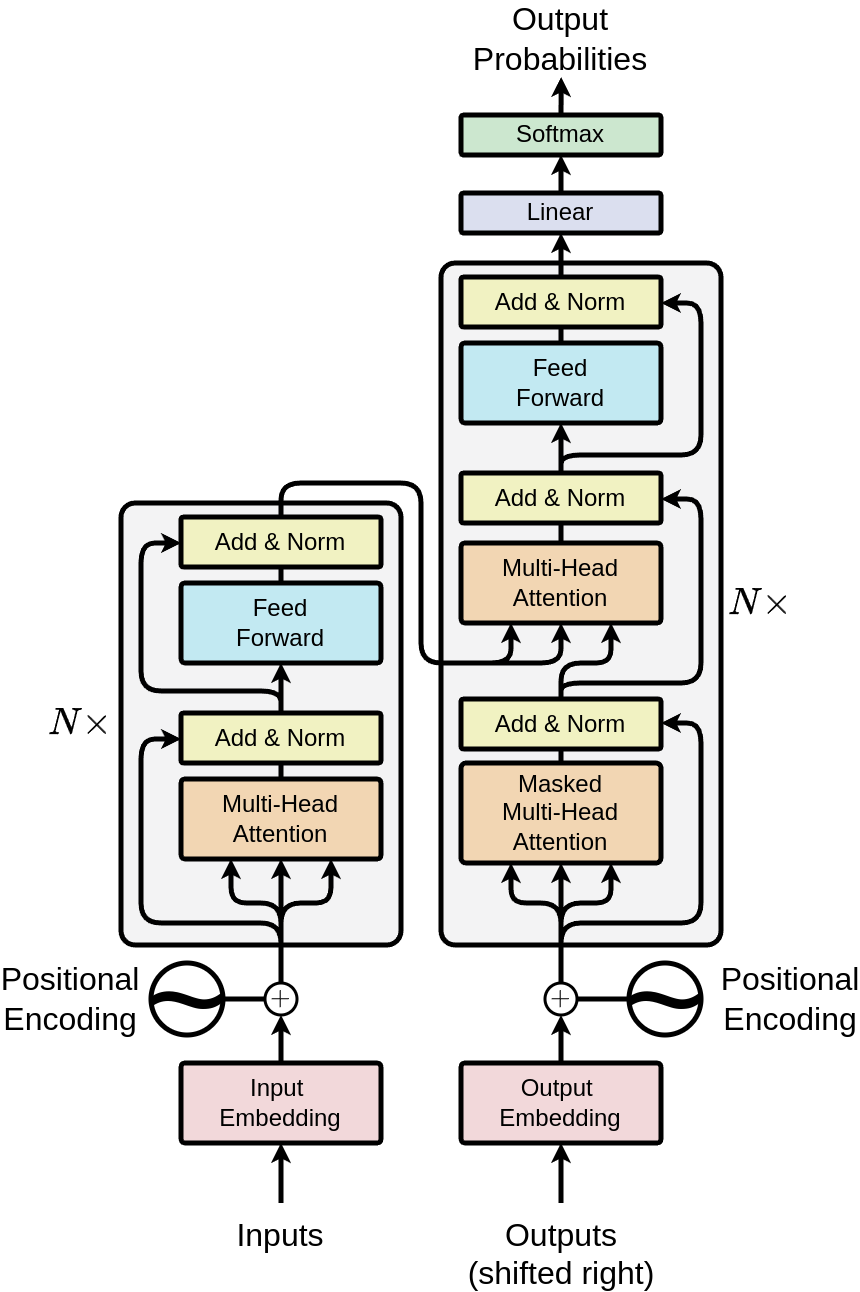 Output
Probabilities
Softmax
Linear
Add & Norm
Feed
Forward
Add & Norm
Multi-Head
Attention
Add & Norm
Masked
Multi-Head
Attention
N×
Add & Norm
Feed
Forward
Add & Norm
Multi-Head
Attention
N×
Positional
Encoding
+
+
Positional
Encoding
Input
Embedding
Output
Embedding
Inputs
Outputs
(shifted right)